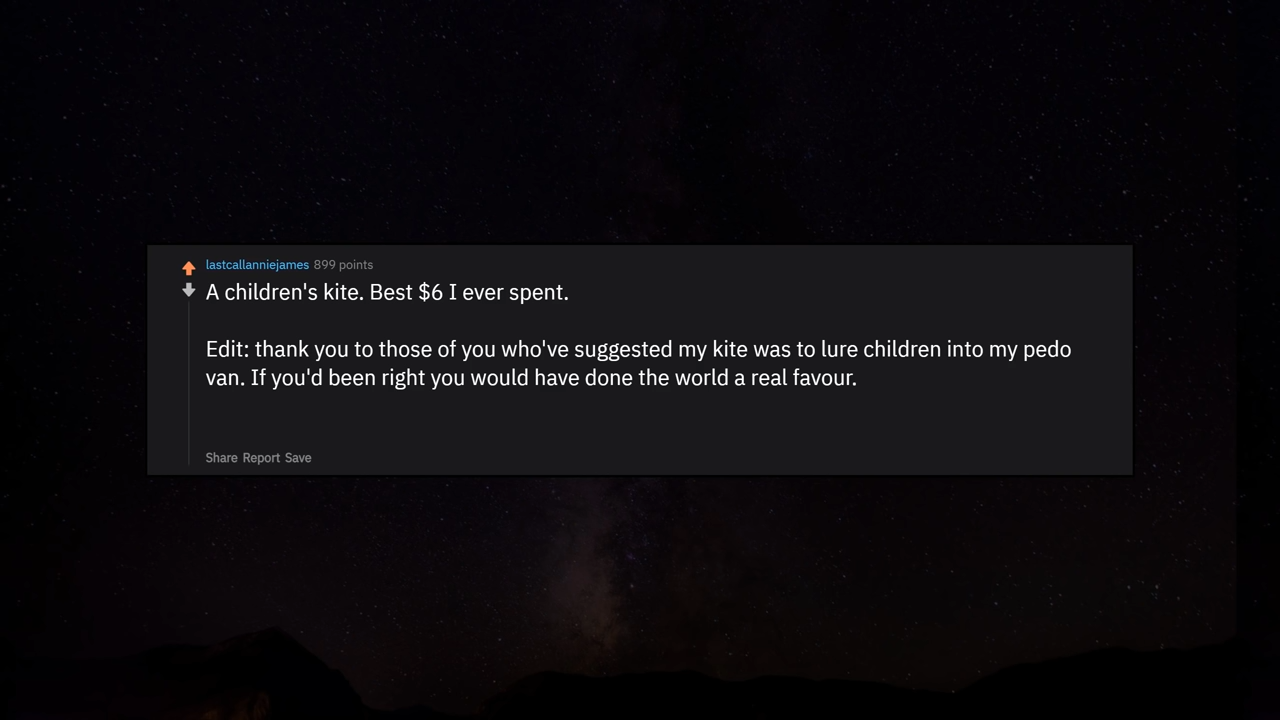 lastcallanniejames 899 points
A children's kite. Best $6 I ever spent.
Edit: thank you to those of you who've suggested my kite was to lure children into my pedo
van. If you'd been right you would have done the world a real favour.
Share Report Save